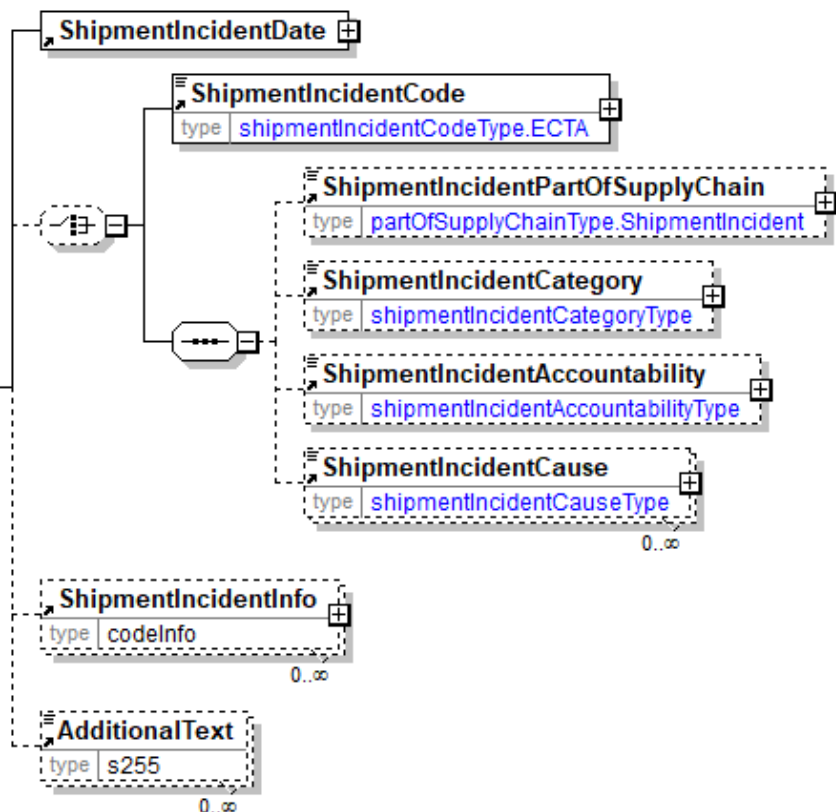 ShipmentIncidentDate
ShipmentIncidentCode
type shipmentIncidentCodeType.ECTA
ShipmentIncidentPartOfSupplyChain
type partOfSupplyChainType.ShipmentIncident
ShipmentIncidentCategory
type shipmentIncidentCategoryType
ShipmentIncidentAccountability
type shipmentIncidentAccountabilityType
ShipmentIncidentCause
type shipmentIncidentCauseType
0..∞
ShipmentIncidentInfo
type codeInfo
0..∞
AdditionalText
type s255
0..∞